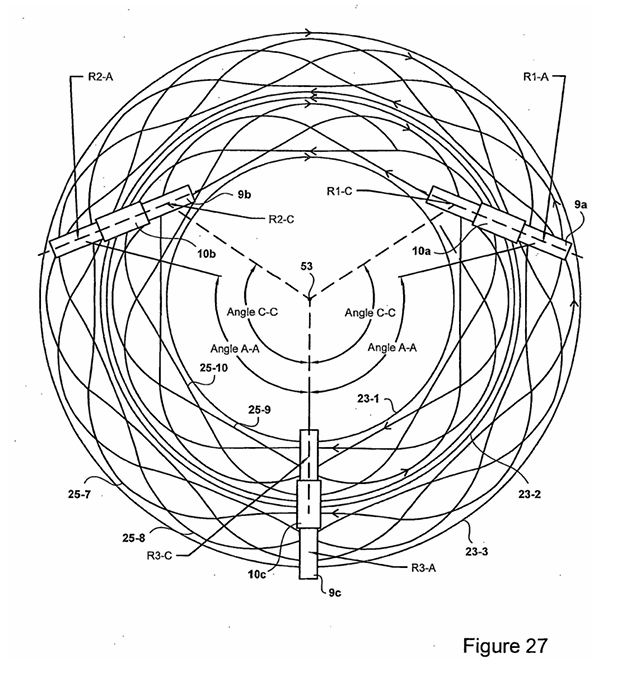 R2-A
R1-A
9b
R1-C
9a
R2-C
10b
10a
53
Angle C-C
Angle C-C
Angle A-A
Angle A-A
25-10
25-9
23-1
25-7
23-2
25-8
23-3
R3-C
10c
R3-A
9c
Figure 27